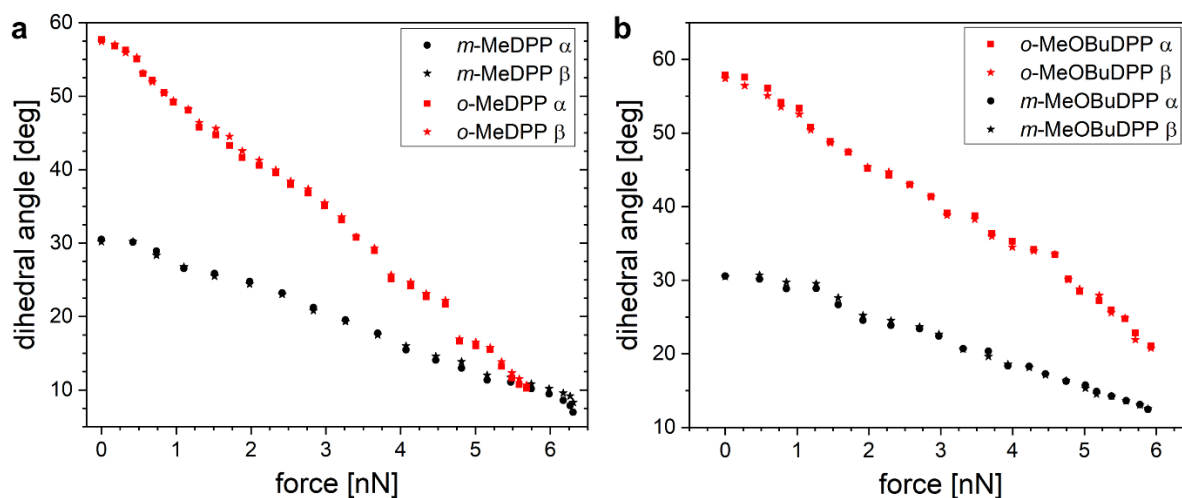 a
60
50
40
30
20
10
dihedral angle [deg]
0 1 2 3 4 5 6
force [nN]
m-MeDPP α
m-MeDPP β
o-MeDPP α
o-MeDPP β
b
70
60
50
40
30
20
10
dihedral angle [deg]
0 1 2 3 4 5 6
force [nN]
o-MeOBuDPP α
o-MeOBuDPP β
m-MeOBuDPP α
m-MeOBuDPP β